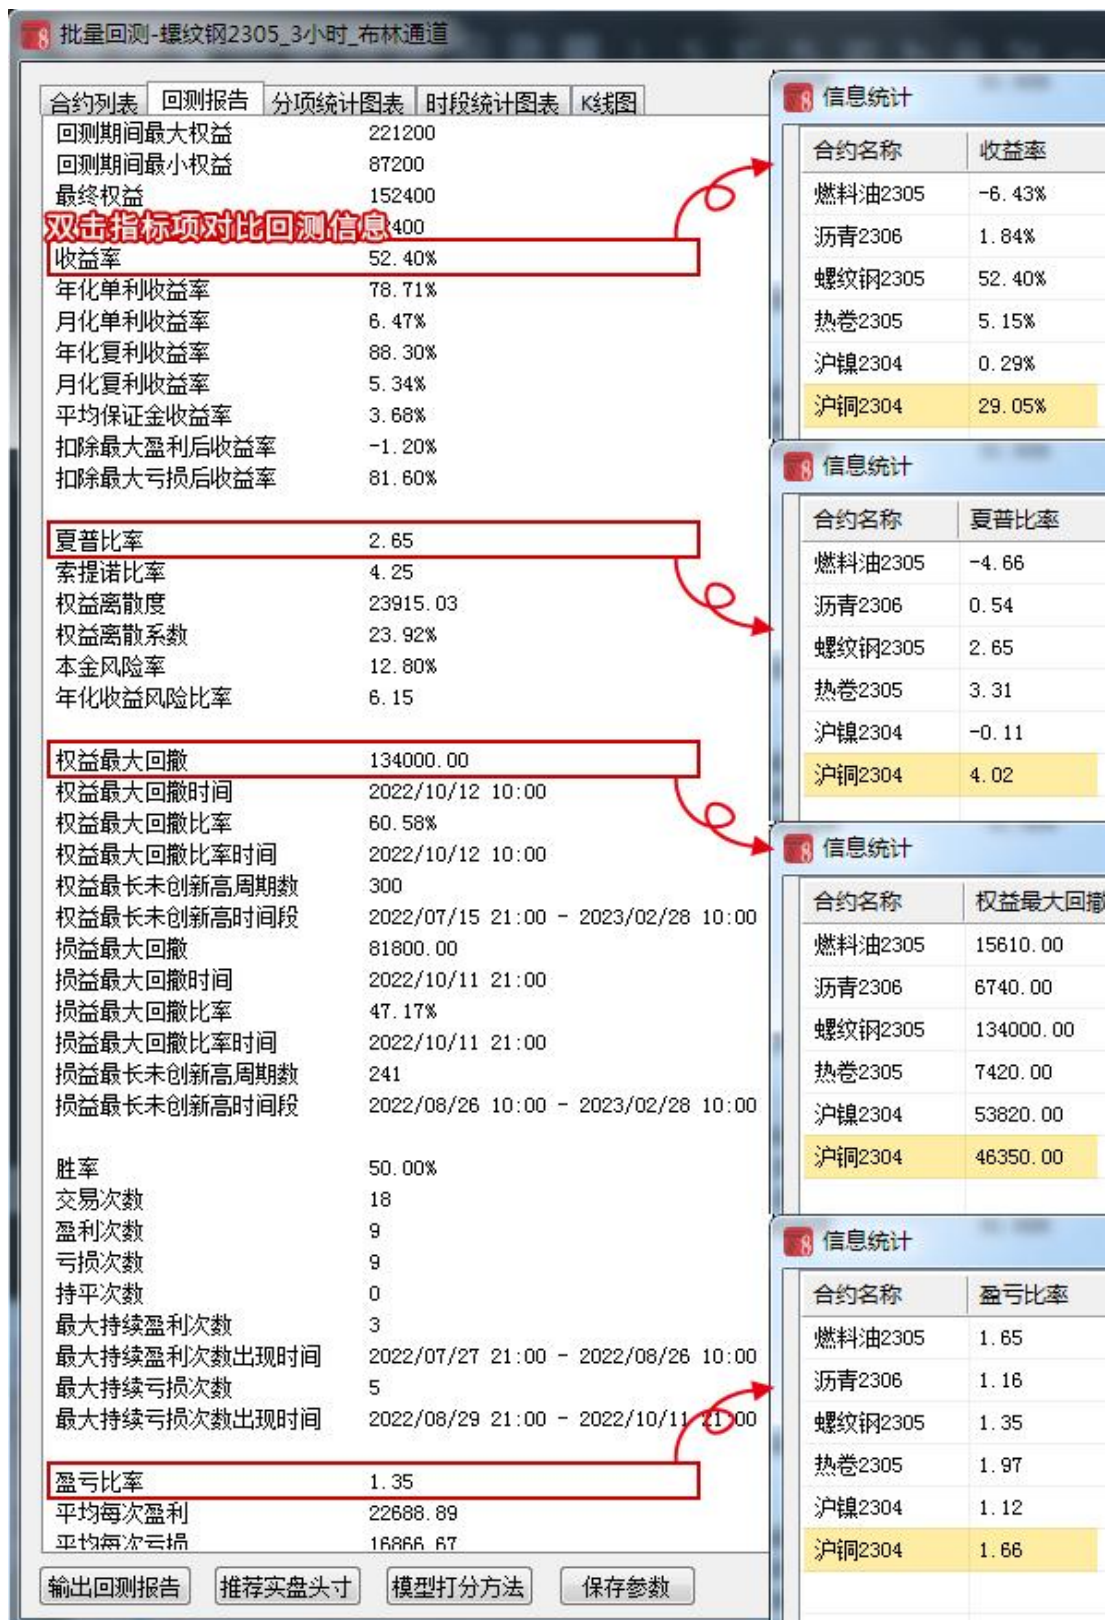 批量回测-螺纹钢2305_3小时_布林通道
合约列表 回测报告 分项统计图表 时段统计图表 K线图
回测期间最大权益 221200
回测期间最小权益 87200
最终权益 152400
双击指标项对比回测信息 400
收益率 52.40%
年化单利收益率 78.71%
月化单利收益率 6.47%
年化复利收益率 88.30%
月化复利收益率 5.34%
平均保证金收益率 3.68%
扣除最大盈利后收益率 -1.20%
扣除最大亏损后收益率 81.60%
夏普比率 2.65
索提诺比率 4.25
权益离散度 23915.03
权益离散系数 23.92%
本金风险率 12.80%
年化收益风险比率 6.15
权益最大回撤 134000.00
权益最大回撤时间 2022/10/12 10:00
权益最大回撤比率 60.58%
权益最大回撤比率时间 2022/10/12 10:00
权益最长未创新高周期数 300
权益最长未创新高时间段 2022/07/15 21:00 - 2023/02/28 10:00
损益最大回撤 81800.00
损益最大回撤时间 2022/10/11 21:00
损益最大回撤比率 47.17%
损益最大回撤比率时间 2022/10/11 21:00
损益最长未创新高周期数 241
损益最长未创新高时间段 2022/08/26 10:00 - 2023/02/28 10:00
胜率 50.00%
交易次数 18
盈利次数 9
亏损次数 9
持平次数 0
最大持续盈利次数 3
最大持续盈利次数出现时间 2022/07/27 21:00 - 2022/08/26 10:00
最大持续亏损次数 5
最大持续亏损次数出现时间 2022/08/29 21:00 - 2022/10/11 21:00
盈亏比率 1.35
平均每次盈利 22688.89
平均每次亏损 16866.67
输出回测报告 推荐实盘头寸 模型打分方法 保存参数
信息统计
合约名称 收益率
燃料油2305 -6.43%
沥青2306 1.84%
螺纹钢2305 52.40%
热卷2305 5.15%
沪镍2304 0.29%
沪铜2304 29.05%
信息统计
合约名称 夏普比率
燃料油2305 -4.66
沥青2306 0.54
螺纹钢2305 2.65
热卷2305 3.31
沪镍2304 -0.11
沪铜2304 4.02
信息统计
合约名称 权益最大回撤
燃料油2305 15610.00
沥青2306 6740.00
螺纹钢2305 134000.00
热卷2305 7420.00
沪镍2304 53820.00
沪铜2304 46350.00
信息统计
合约名称 盈亏比率
燃料油2305 1.65
沥青2306 1.16
螺纹钢2305 1.35
热卷2305 1.97
沪镍2304 1.12
沪铜2304 1.66